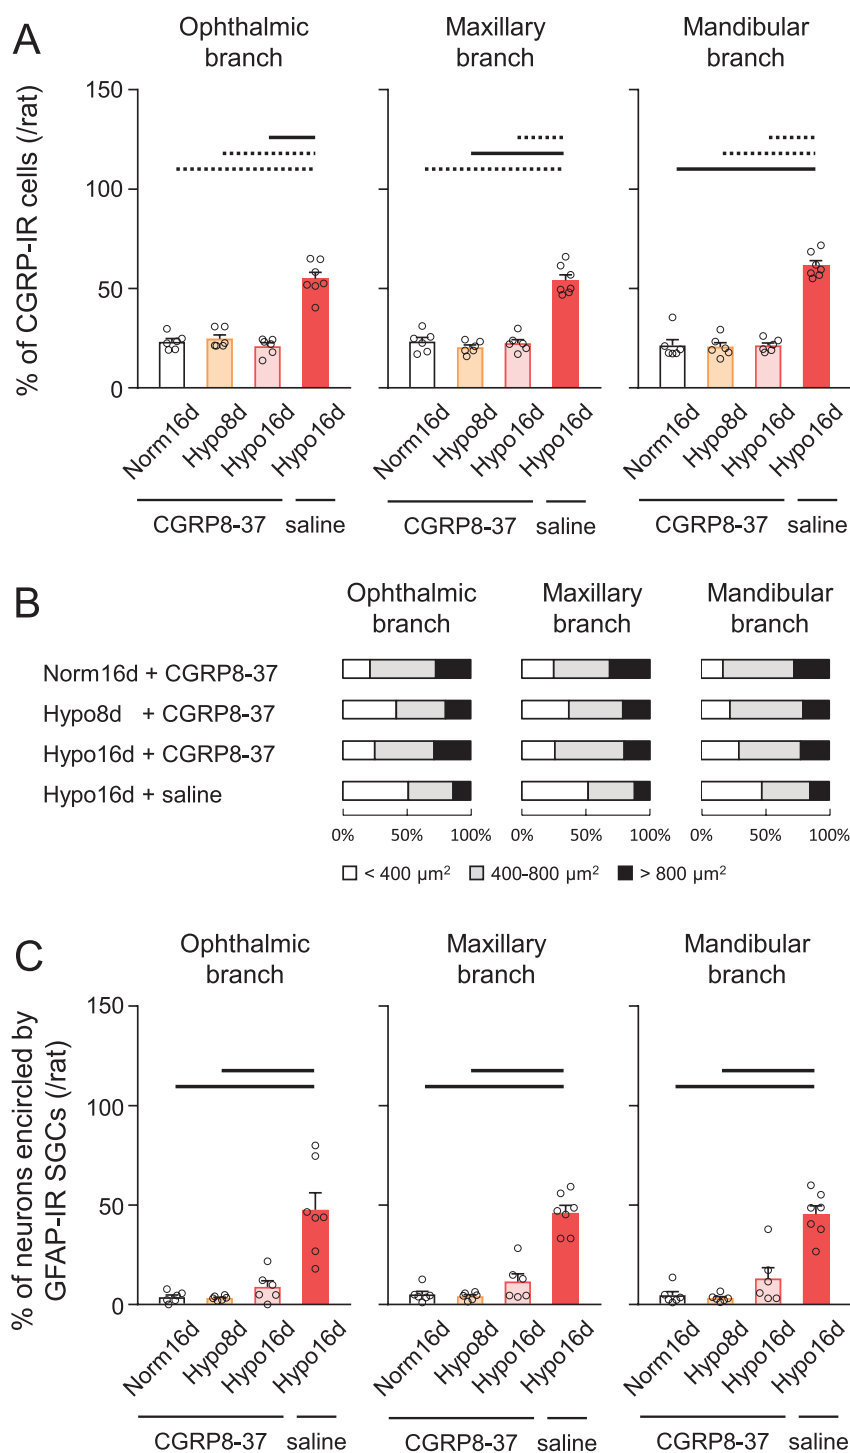 A
Ophthalmic
branch
Maxillary
branch
Mandibular
branch
% of CGRP-IR cells (/rat)
150
100
50
0
Norm16d
Hypo8d
Hypo16d
Hypo16d
Norm16d
Hypo8d
Hypo16d
Hypo16d
Norm16d
Hypo8d
Hypo16d
Hypo16d
CGRP8-37 saline
CGRP8-37 saline
CGRP8-37 saline
B
Ophthalmic
branch
Maxillary
branch
Mandibular
branch
Norm16d + CGRP8-37
Hypo8d + CGRP8-37
Hypo16d + CGRP8-37
Hypo16d + saline
0% 50% 100%
0% 50% 100%
0% 50% 100%
< 400 µm² 400-800 µm² > 800 µm²
C
Ophthalmic
branch
Maxillary
branch
Mandibular
branch
% of neurons encircled by
GFAP-IR SGCs (/rat)
150
100
50
0
Norm16d
Hypo8d
Hypo16d
Hypo16d
Norm16d
Hypo8d
Hypo16d
Hypo16d
Norm16d
Hypo8d
Hypo16d
Hypo16d
CGRP8-37 saline
CGRP8-37 saline
CGRP8-37 saline